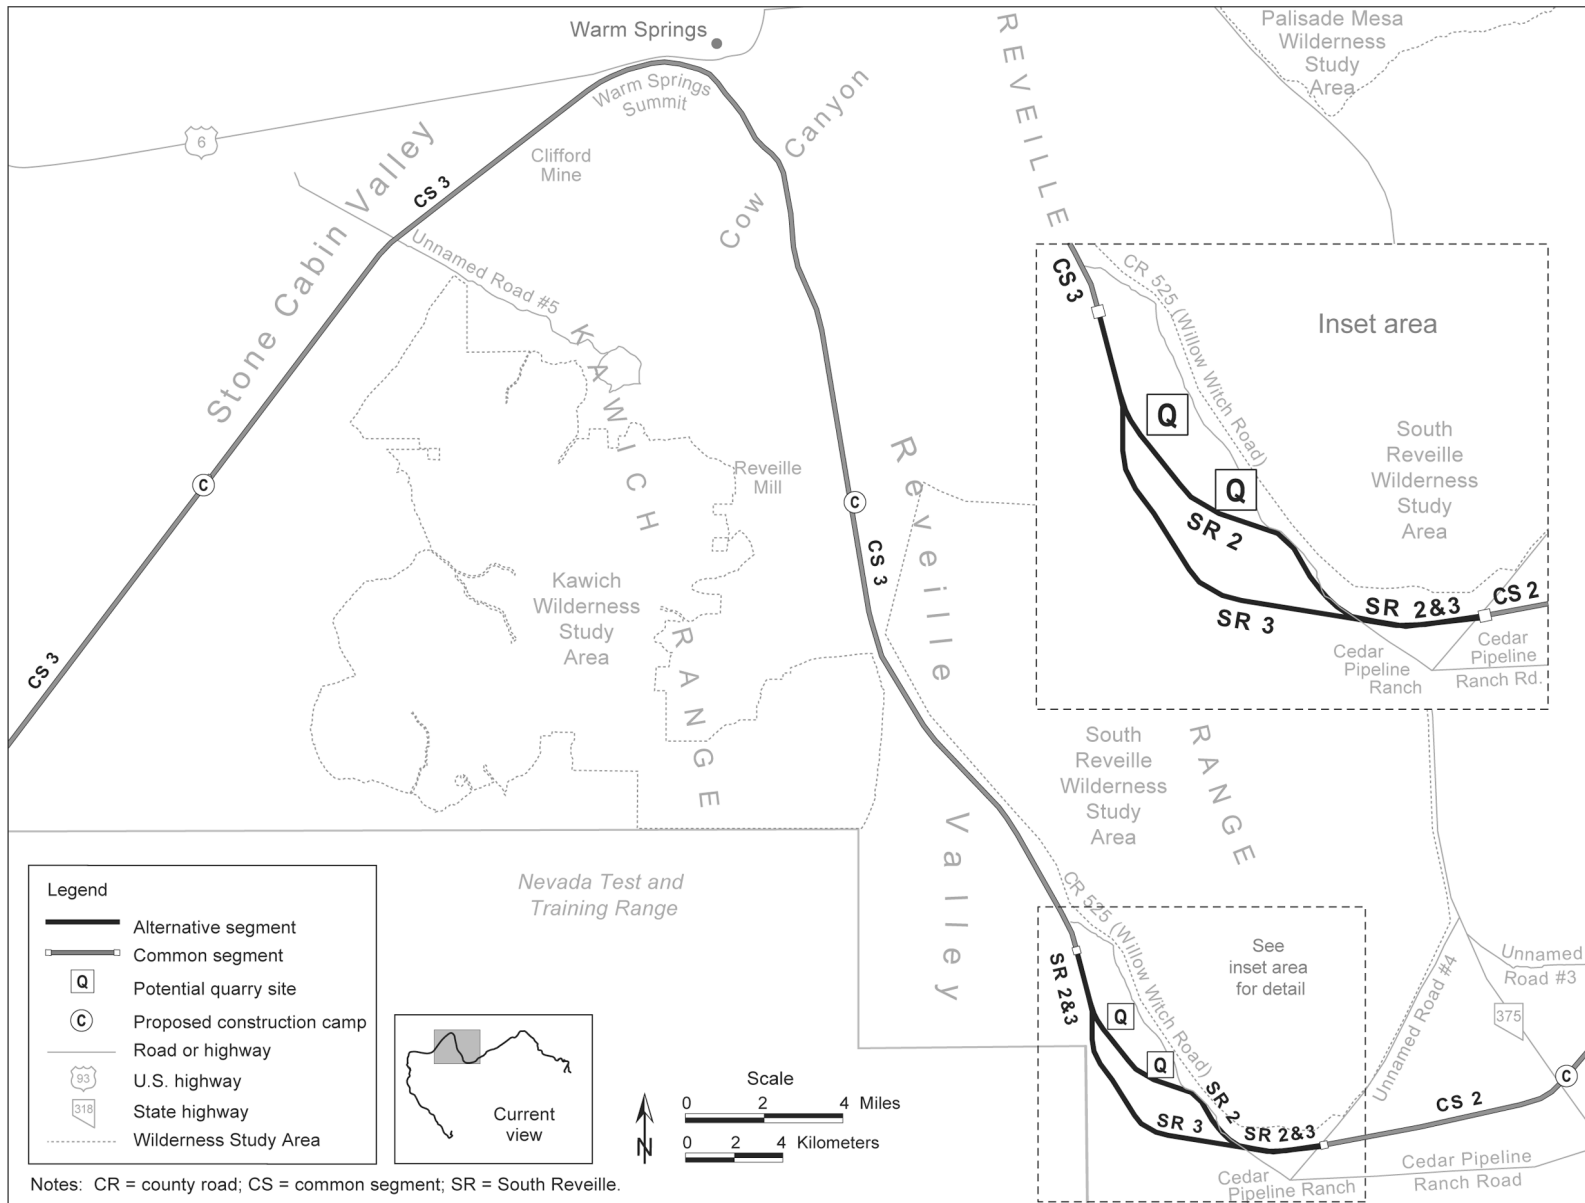 Warm Springs
Palisade Mesa
Wilderness
Study
Area
REVEILLE
6
Warm Springs
Summit
Canyon
Cow
Clifford
Mine
CS 3
Stone Cabin Valley
Unnamed Road #5
KAWICH
RANGE
C
CS 3
Reveille
Mill
Kawich
Wilderness
Study
Area
C
CS 3
Reveille
Valley
CS 3
CR 525 (Willow Witch Road)
Inset area
Q
Q
South
Reveille
Wilderness
Study
Area
SR 2
SR 3
SR 2&3
CS 2
Cedar
Pipeline
Ranch
Cedar
Pipeline
Ranch Rd.
South
Reveille
Wilderness
Study
Area
RANGE
Nevada Test and
Training Range
CR 525 (Willow Witch Road)
See
inset area
for detail
SR 2&3
Q
Q
SR 2
SR 3
SR 2&3
Unnamed Road #4
Unnamed
Road #3
375
C
CS 2
Cedar
Pipeline Ranch
Cedar Pipeline
Ranch Road
Legend
Alternative segment
Common segment
Q Potential quarry site
C Proposed construction camp
Road or highway
93 U.S. highway
318 State highway
Wilderness Study Area
Current
view
N
Scale
0 2 4 Miles
0 2 4 Kilometers
Notes: CR = county road; CS = common segment; SR = South Reveille.